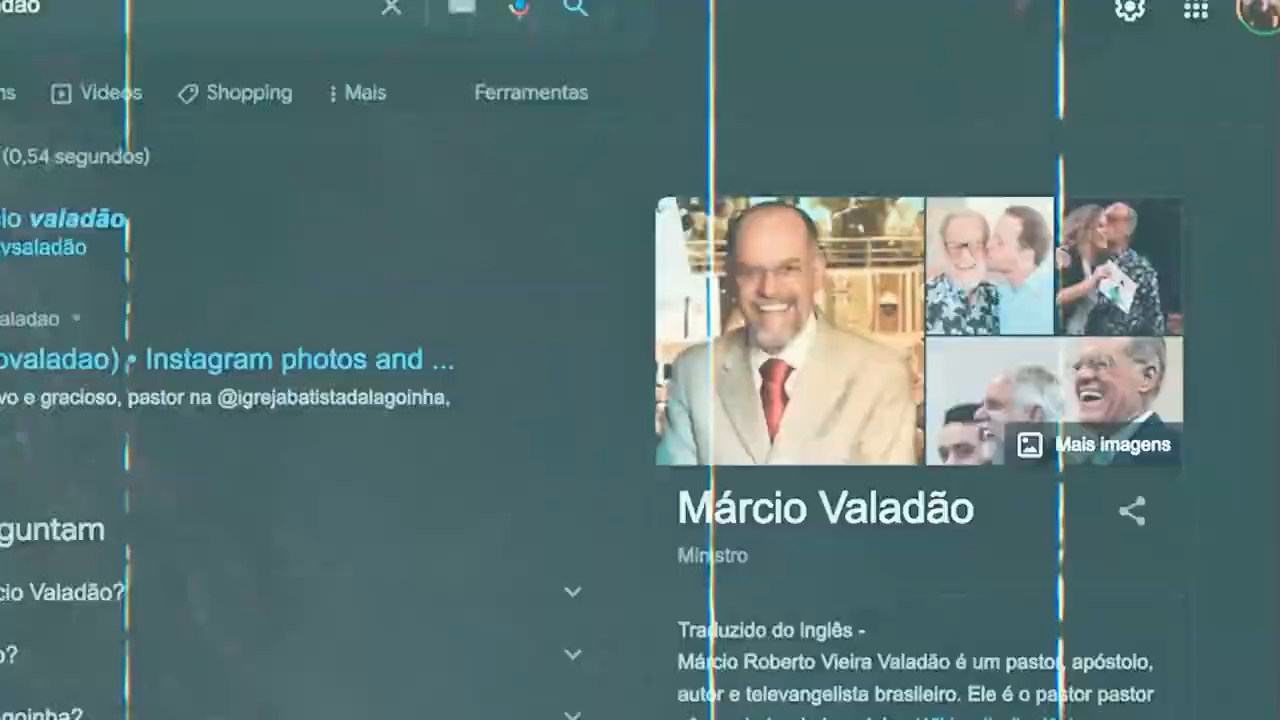 dão
ns Vídeos Shopping Mais Ferramentas
(0,54 segundos)
io valadão
vsaladão
aladao
ovaladao) • Instagram photos and ...
vo e gracioso, pastor na @igrejabatistadalagoinha,
guntam
cio Valadão?
o?
goinha?
Mais imagens
Márcio Valadão
Ministro
Traduzido do Inglês -
Márcio Roberto Vieira Valadão é um pastor, apóstolo,
autor e televangelista brasileiro. Ele é o pastor pastor